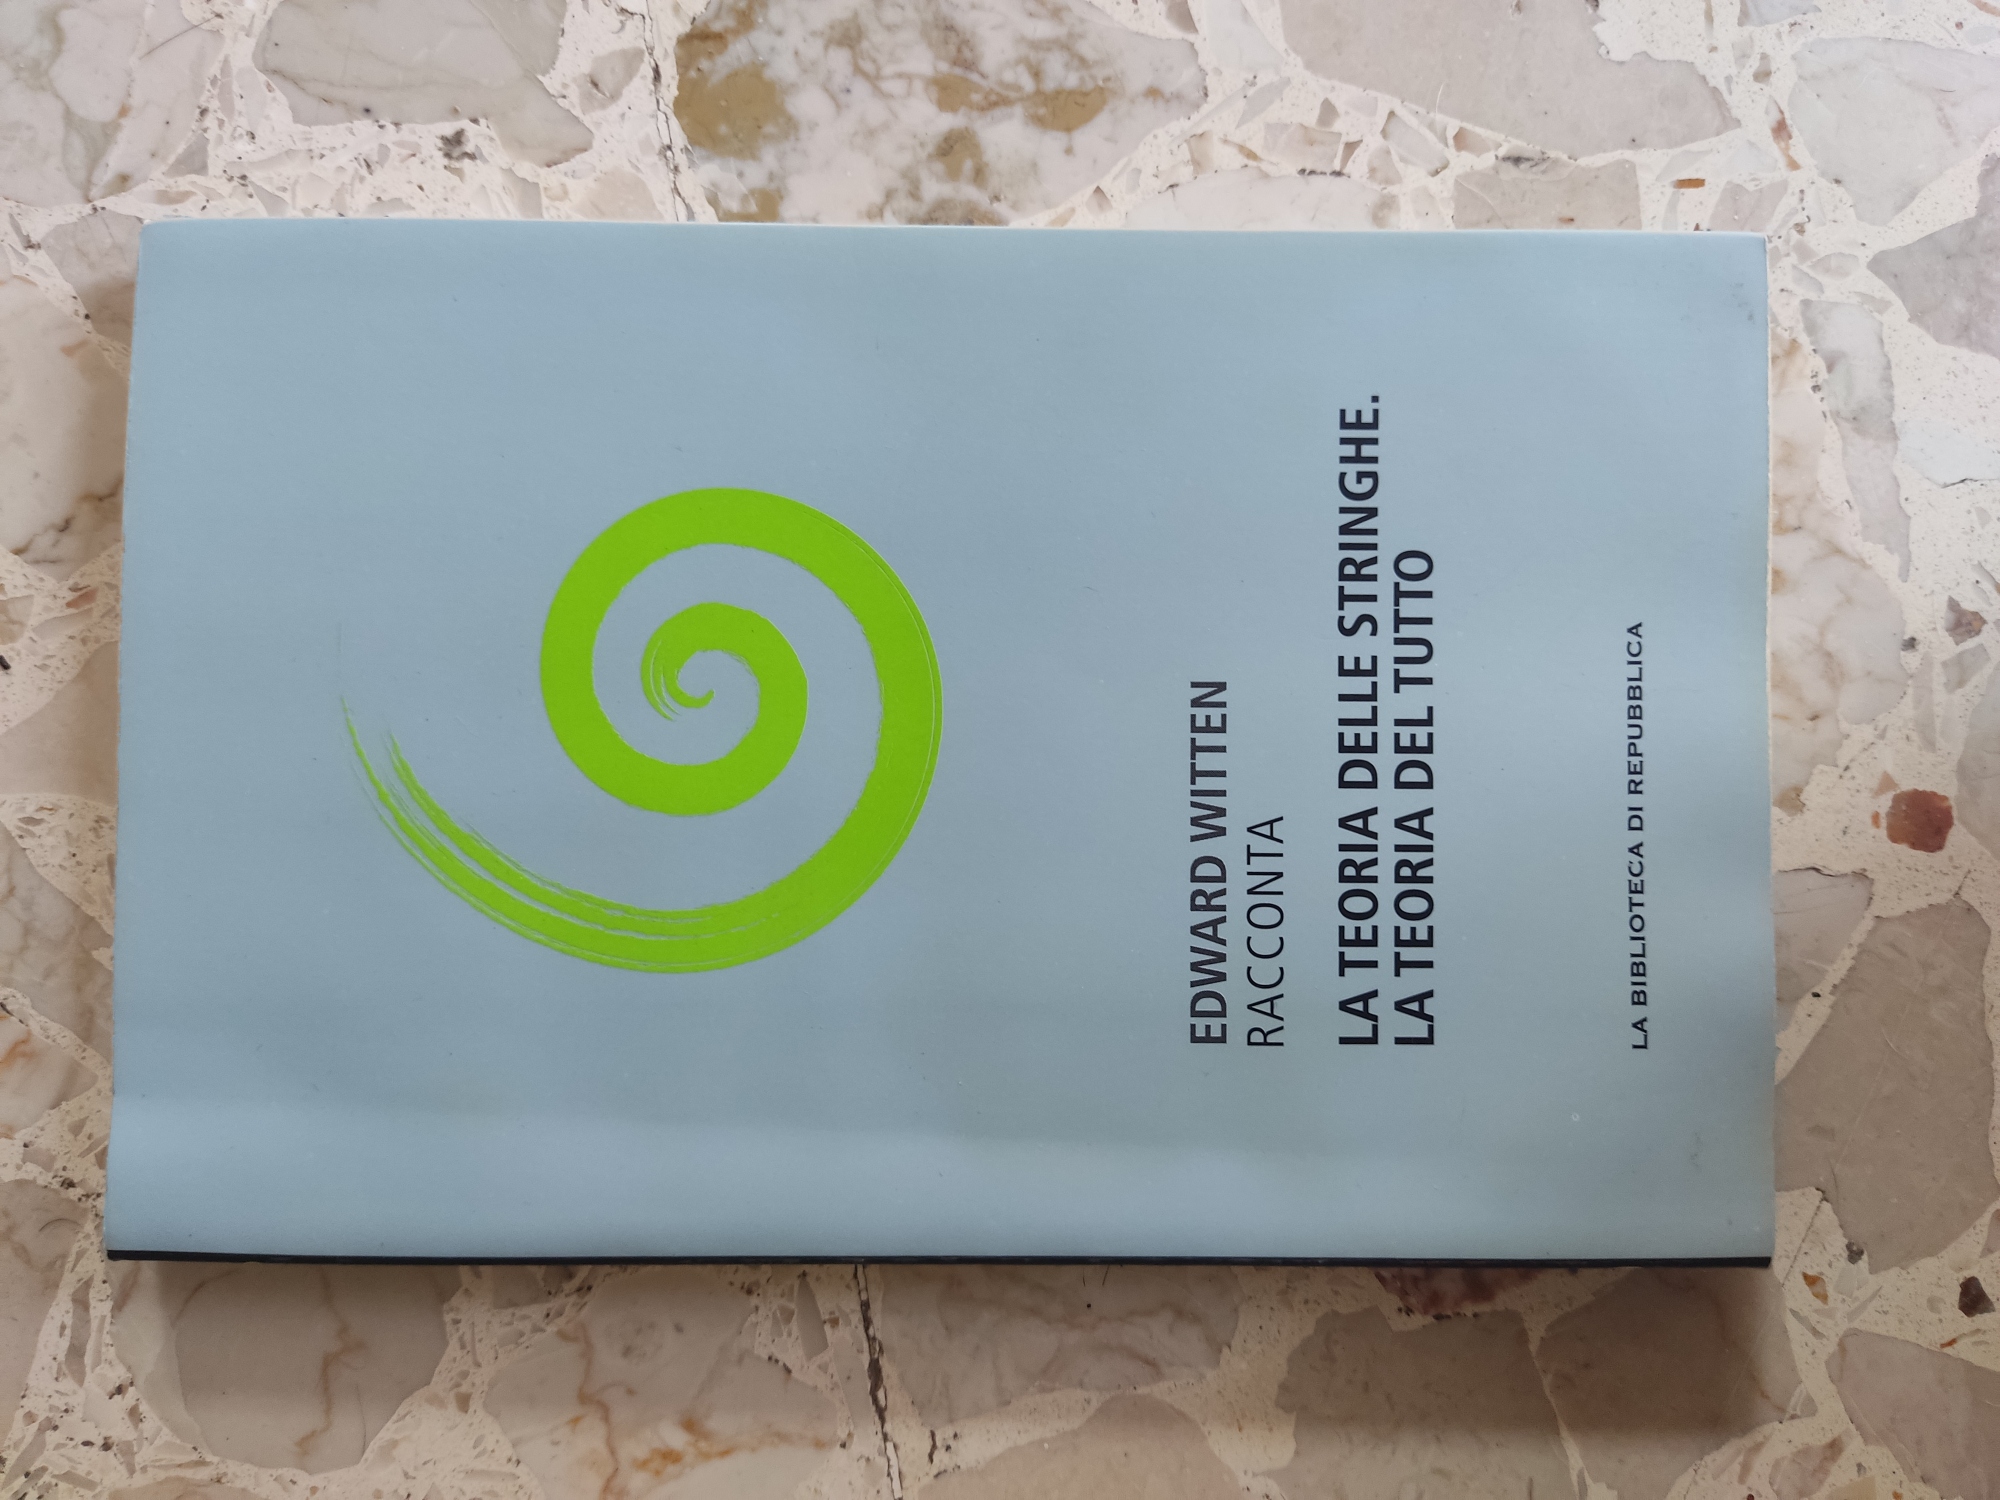 EDWARD WITTEN
RACCONTA
LA TEORIA DELLE STRINGHE.
LA TEORIA DEL TUTTO
LA BIBLIOTECA DI REPUBBLICA